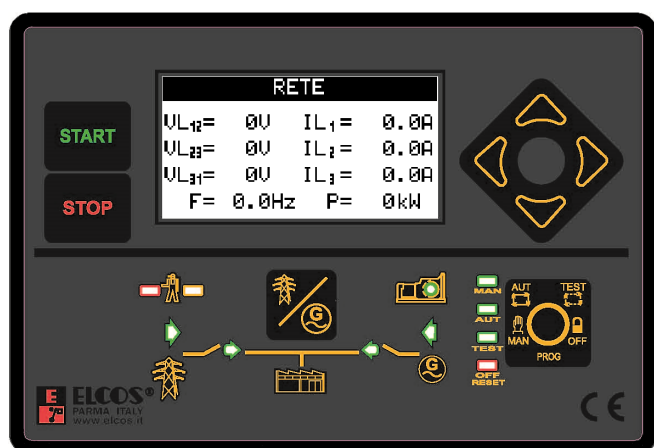 RETE
VL12= 0V IL1= 0.0A
VL23= 0V IL2= 0.0A
VL31= 0V IL3= 0.0A
F= 0.0Hz P= 0kW
START
STOP
G
G
MAN
AUT
TEST
OFF
RESET
AUT TEST
MAN OFF
PROG
E ELCOS®
PARMA ITALY
www.elcos.it
CE